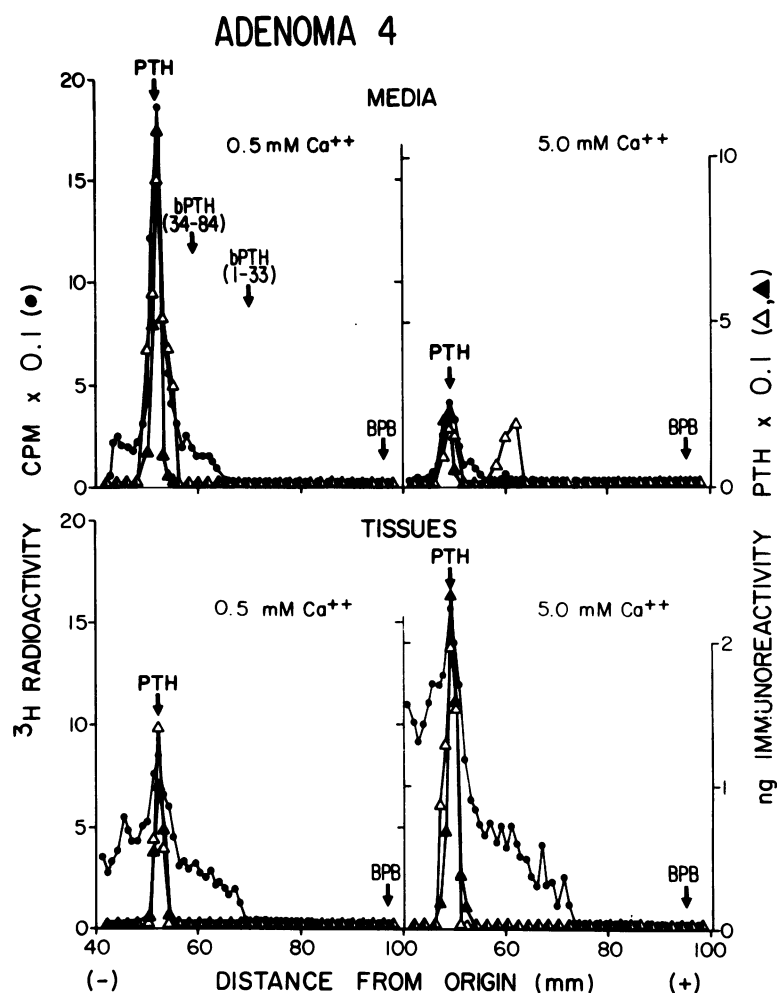 ADENOMA 4
PTH
MEDIA
0.5 mM Ca++
5.0 mM Ca++
bPTH
(34-84)
bPTH
(1-33)
PTH
BPB
BPB
20
15
10
5
0
10
5
0
CPM x 0.1 (●)
PTH x 0.1 (△,▲)
TISSUES
PTH
0.5 mM Ca++
5.0 mM Ca++
PTH
BPB
BPB
20
15
10
5
0
2
1
0
3H RADIOACTIVITY
ng IMMUNOREACTIVITY
40 60 80 100 60 80 100
(-) DISTANCE FROM ORIGIN (mm) (+)